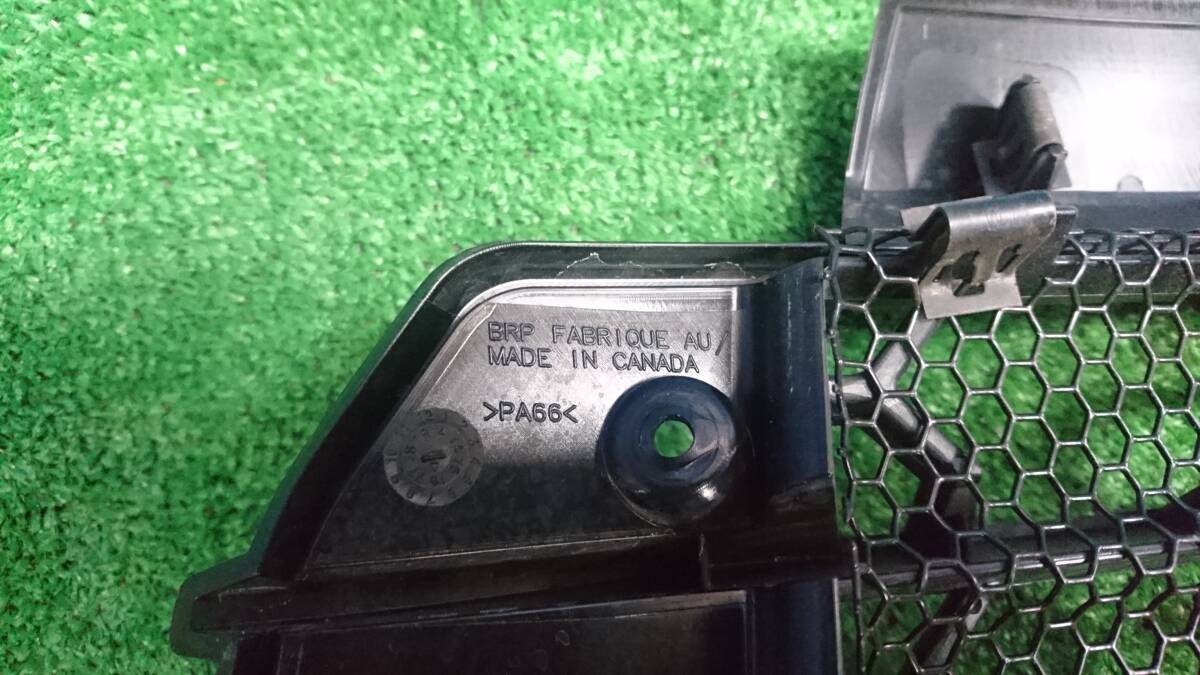 BRP FABRIQUE AU/
MADE IN CANADA
>PA66<